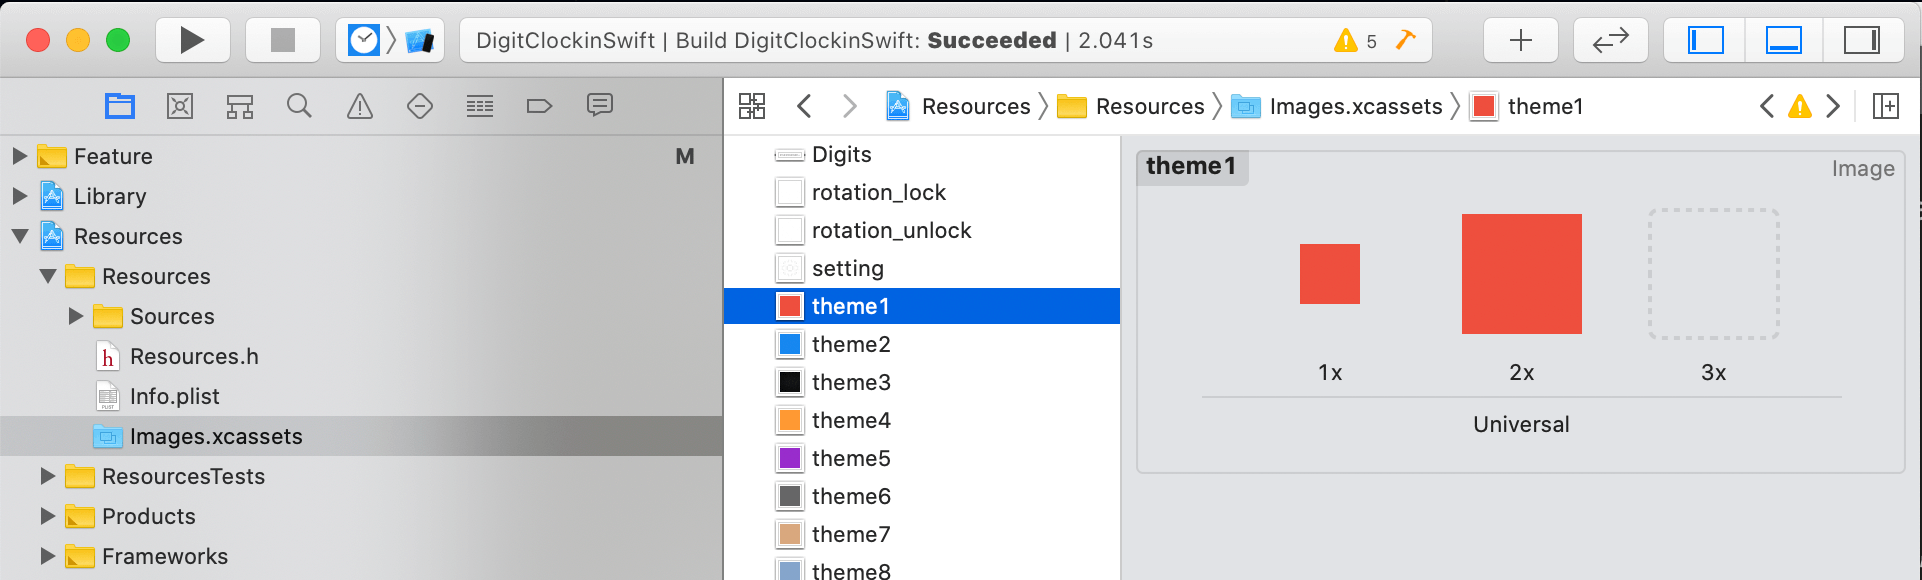 DigitClockinSwift | Build DigitClockinSwift: Succeeded | 2.041s
5
Resources
Resources
Images.xcassets
theme1
Feature
M
Library
Resources
Resources
Sources
Resources.h
Info.plist
Images.xcassets
ResourcesTests
Products
Frameworks
Digits
rotation_lock
rotation_unlock
setting
theme1
theme2
theme3
theme4
theme5
theme6
theme7
theme8
theme1
Image
1x
2x
3x
Universal